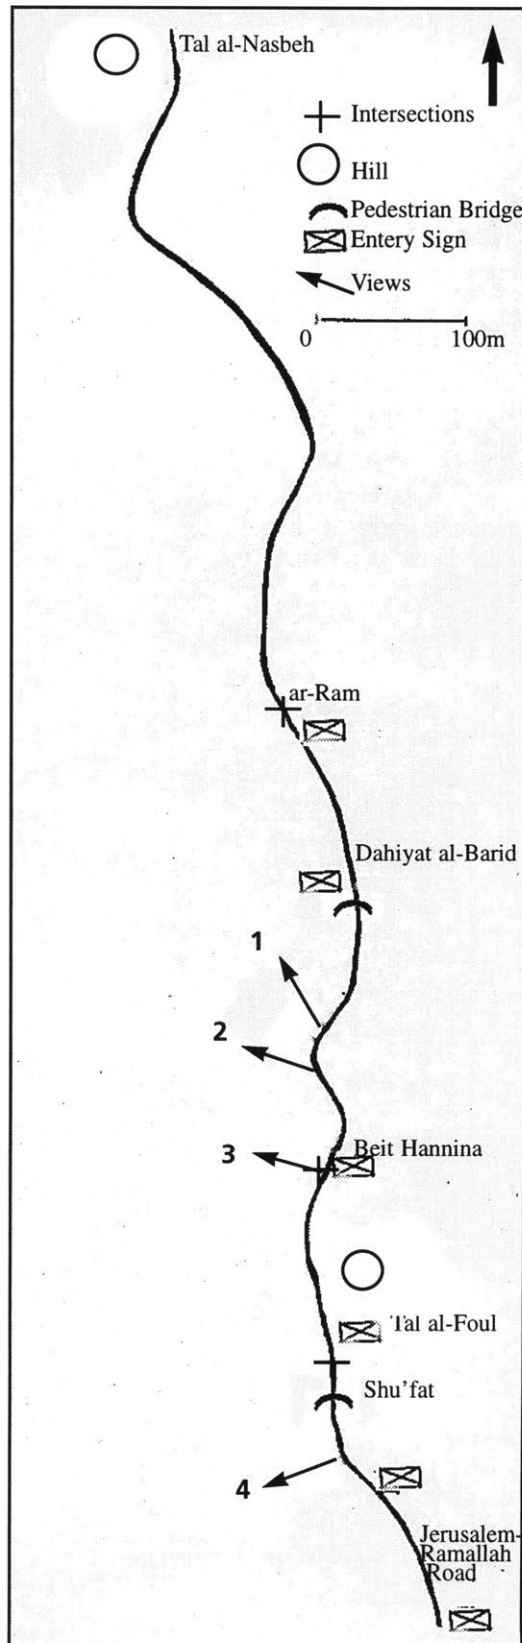 Tal al-Nasbeh
Intersections
Hill
Pedestrian Bridge
Entery Sign
Views
0 100m
ar-Ram
Dahiyat al-Barid
1
2
3
Beit Hannina
Tal al-Foul
Shu'fat
4
Jerusalem-
Ramallah
Road